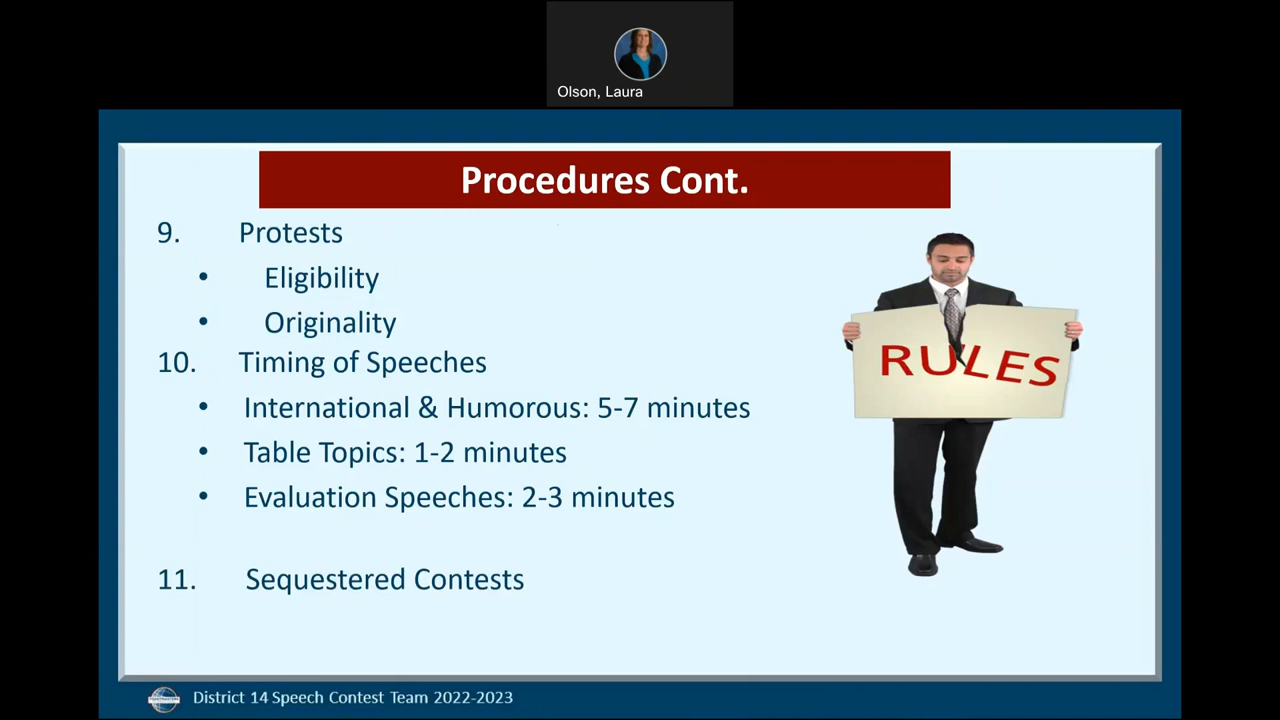 Olson, Laura
Procedures Cont.
9. Protests
• Eligibility
• Originality
10. Timing of Speeches
• International & Humorous: 5-7 minutes
• Table Topics: 1-2 minutes
• Evaluation Speeches: 2-3 minutes
11. Sequestered Contests
RULES
TOASTMASTERS
District 14 Speech Contest Team 2022-2023